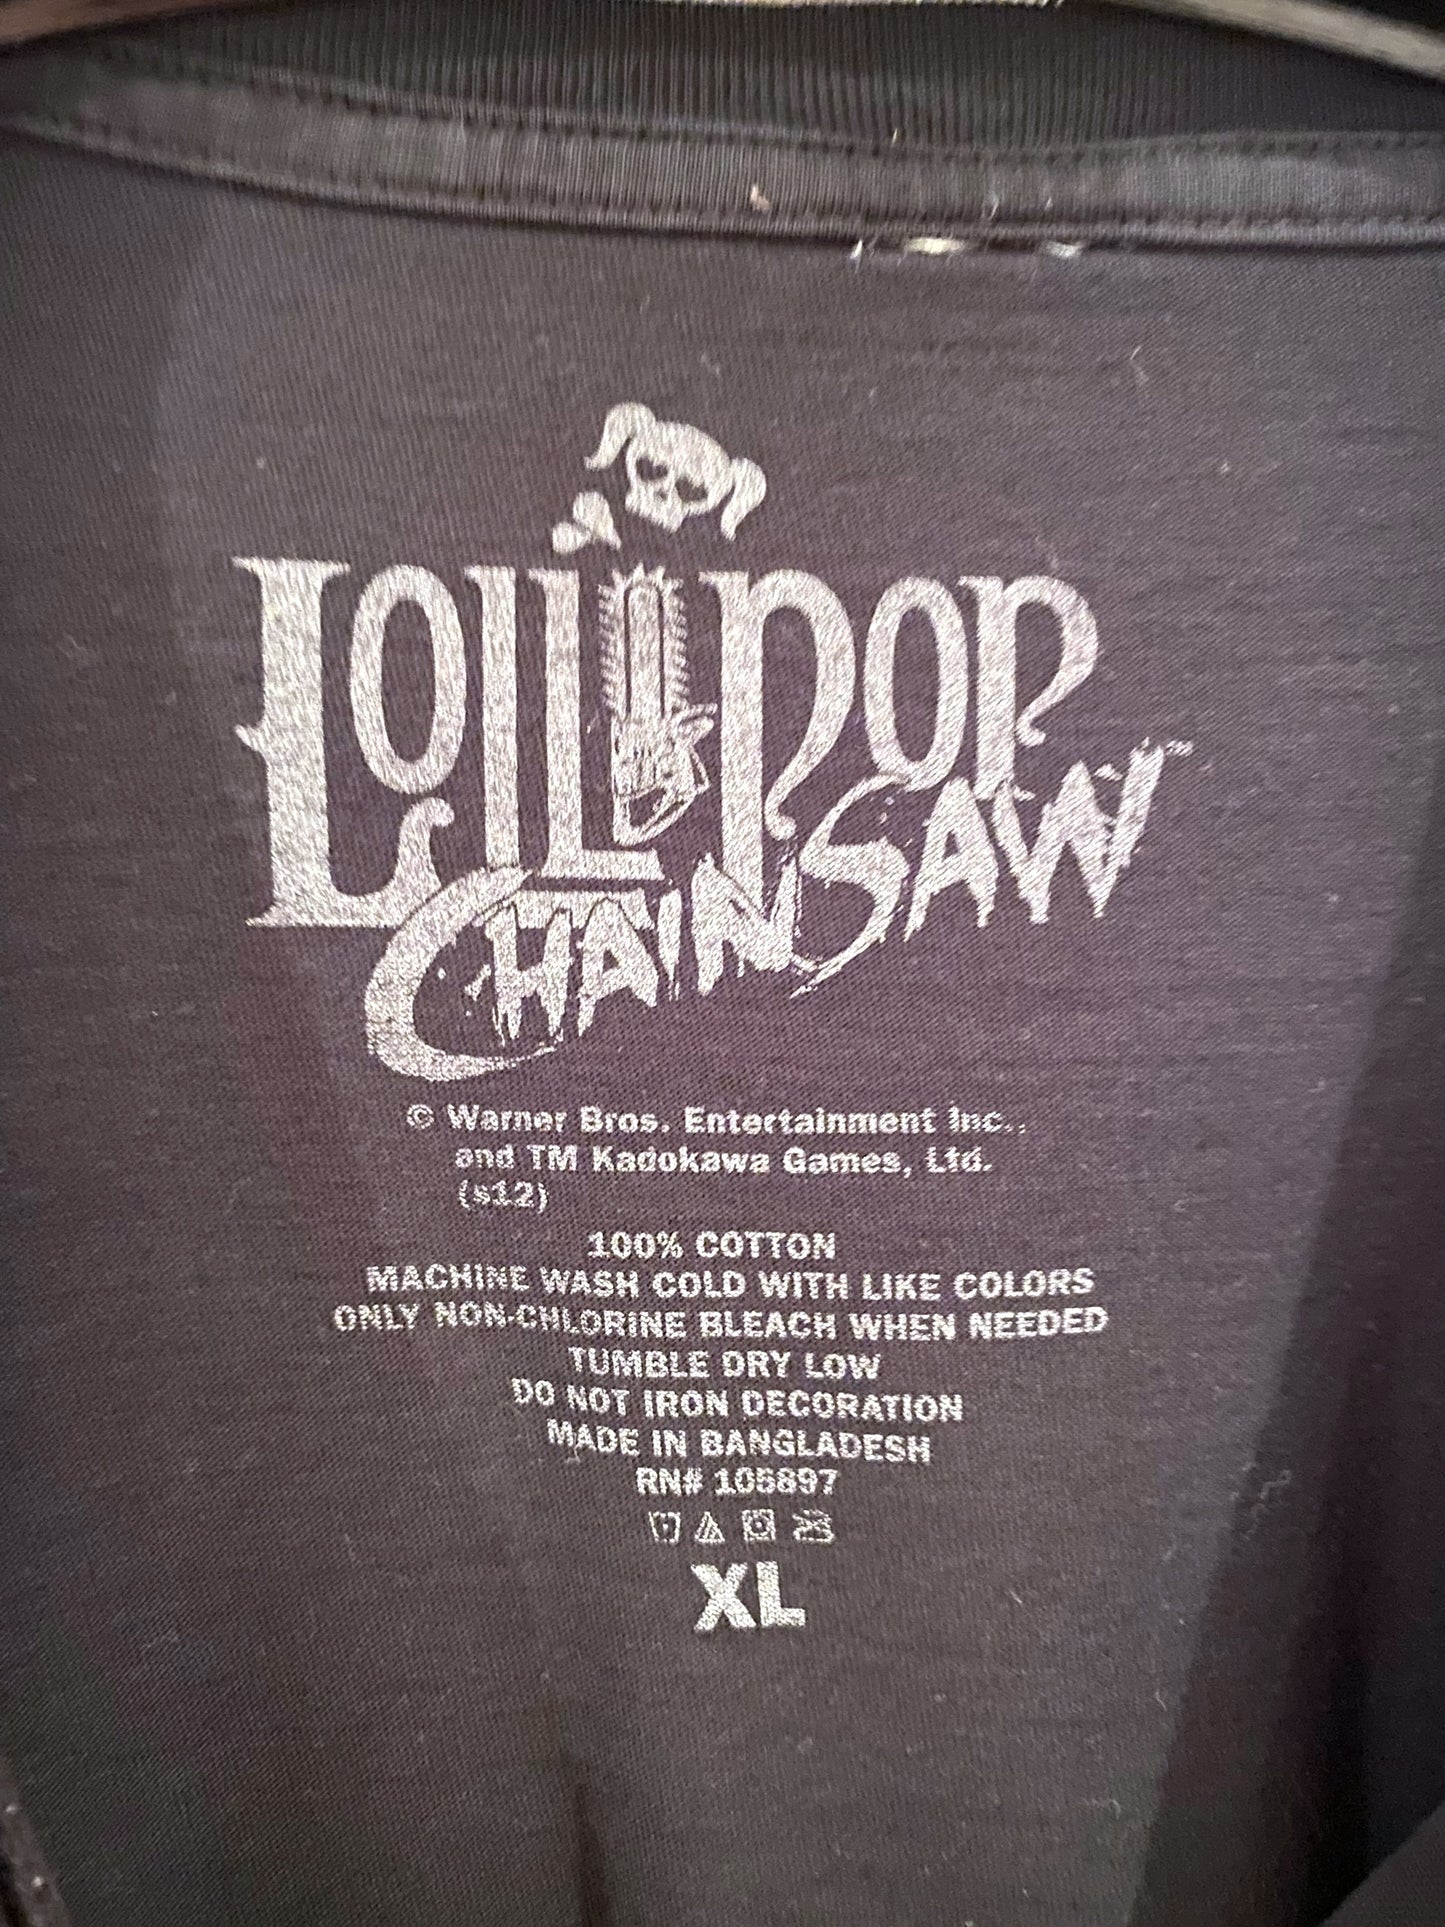 LOLLIPOP
CHAINSAW
© Warner Bros. Entertainment Inc.,
and TM Kadokawa Games, Ltd.
(s12)
100% COTTON
MACHINE WASH COLD WITH LIKE COLORS
ONLY NON-CHLORINE BLEACH WHEN NEEDED
TUMBLE DRY LOW
DO NOT IRON DECORATION
MADE IN BANGLADESH
RN# 105897
XL